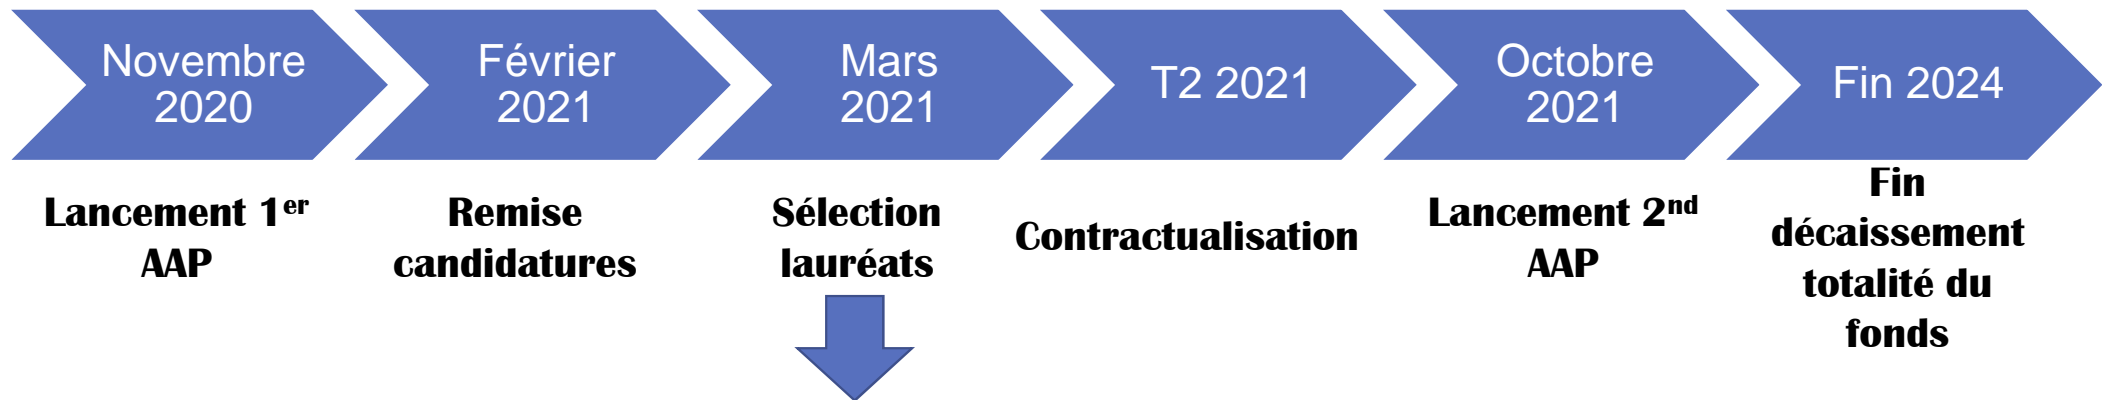 Novembre
2020
Février
2021
Mars
2021
T2 2021
Octobre
2021
Fin 2024
Lancement 1er
AAP
Remise
candidatures
Sélection
lauréats
Contractualisation
Lancement 2nd
AAP
Fin
décaissement
totalité du
fonds